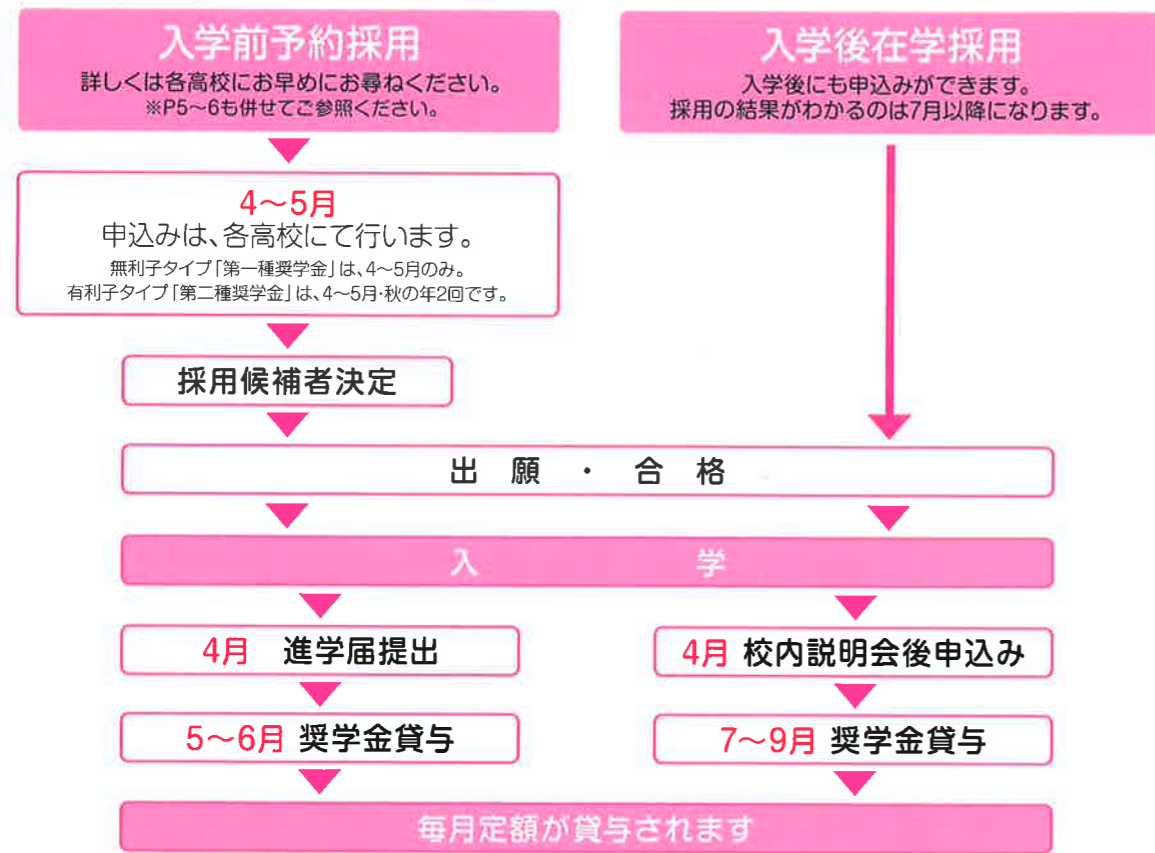 入学前予約採用
詳しくは各高校にお早めにお尋ねください。
※P5〜6も併せてご参照ください。
入学後在学採用
入学後にも申込みができます。
採用の結果がわかるのは7月以降になります。
4〜5月
申込みは、各高校にて行います。
無利子タイプ「第一種奨学金」は、4〜5月のみ。
有利子タイプ「第二種奨学金」は、4〜5月・秋の年2回です。
採用候補者決定
出願・合格
入学
4月 進学届提出
4月 校内説明会後申込み
5〜6月 奨学金貸与
7〜9月 奨学金貸与
毎月定額が貸与されます